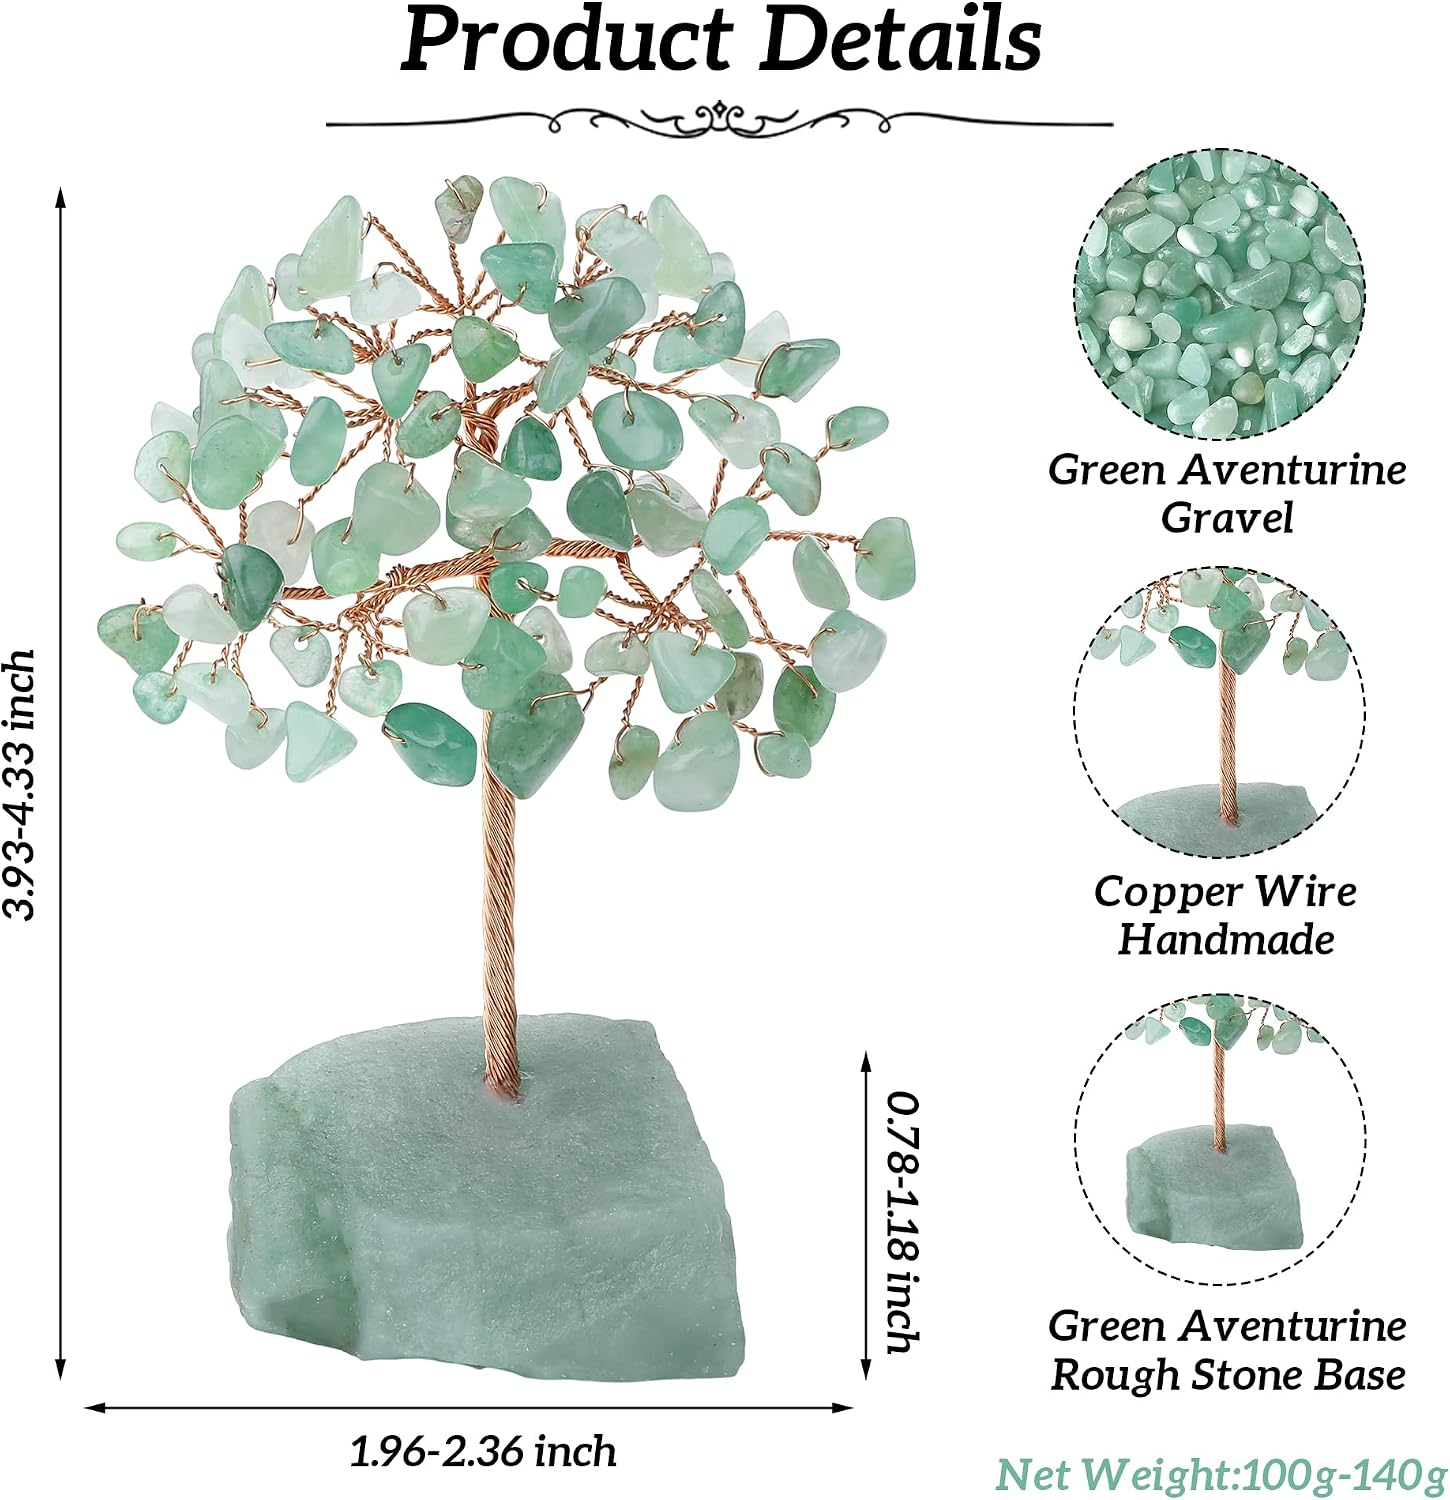 Product Details
3.93-4.33 inch
Green Aventurine
Gravel
Copper Wire
Handmade
0.78-1.18 inch
Green Aventurine
Rough Stone Base
1.96-2.36 inch
Net Weight:100g-140g